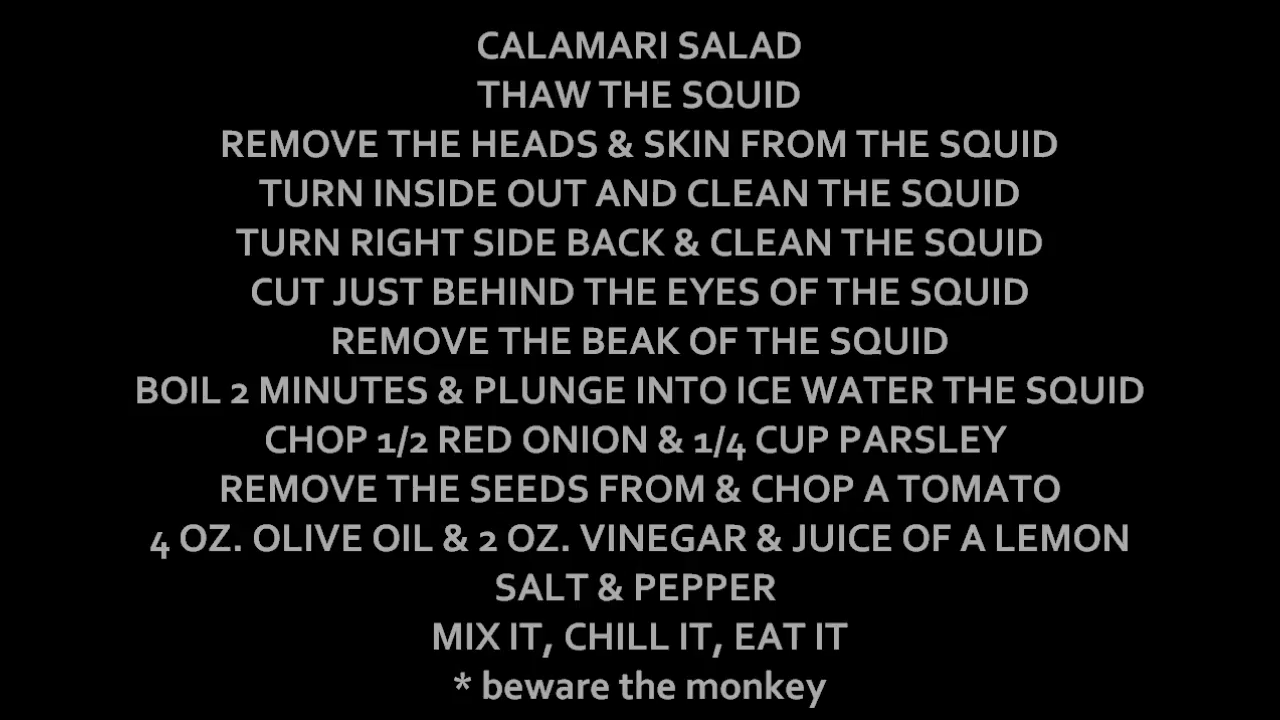 CALAMARI SALAD
THAW THE SQUID
REMOVE THE HEADS & SKIN FROM THE SQUID
TURN INSIDE OUT AND CLEAN THE SQUID
TURN RIGHT SIDE BACK & CLEAN THE SQUID
CUT JUST BEHIND THE EYES OF THE SQUID
REMOVE THE BEAK OF THE SQUID
BOIL 2 MINUTES & PLUNGE INTO ICE WATER THE SQUID
CHOP 1/2 RED ONION & 1/4 CUP PARSLEY
REMOVE THE SEEDS FROM & CHOP A TOMATO
4 OZ. OLIVE OIL & 2 OZ. VINEGAR & JUICE OF A LEMON
SALT & PEPPER
MIX IT, CHILL IT, EAT IT
* beware the monkey